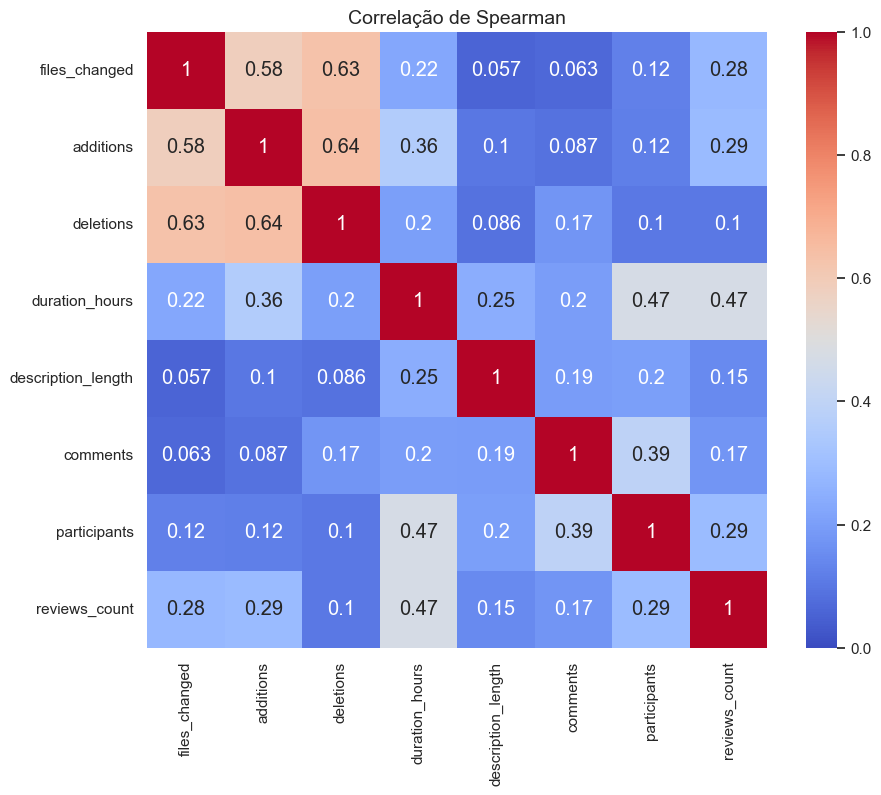 Correlação de Spearman
files_changed 1 0.58 0.63 0.22 0.057 0.063 0.12 0.28
additions 0.58 1 0.64 0.36 0.1 0.087 0.12 0.29
deletions 0.63 0.64 1 0.2 0.086 0.17 0.1 0.1
duration_hours 0.22 0.36 0.2 1 0.25 0.2 0.47 0.47
description_length 0.057 0.1 0.086 0.25 1 0.19 0.2 0.15
comments 0.063 0.087 0.17 0.2 0.19 1 0.39 0.17
participants 0.12 0.12 0.1 0.47 0.2 0.39 1 0.29
reviews_count 0.28 0.29 0.1 0.47 0.15 0.17 0.29 1
files_changed
additions
deletions
duration_hours
description_length
comments
participants
reviews_count
1.0
0.8
0.6
0.4
0.2
0.0